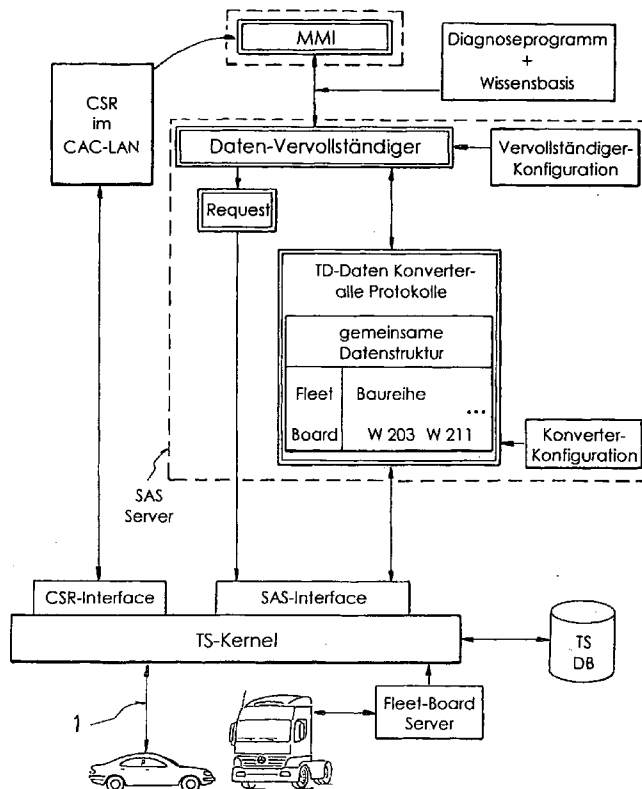 MMI
Diagnoseprogramm
+
Wissensbasis
CSR
im
CAC-LAN
Daten-Vervollständiger
Vervollständiger-
Konfiguration
Request
TD-Daten Konverter-
alle Protokolle
gemeinsame
Datenstruktur
Fleet
Board
Baureihe
...
W 203 W 211
Konverter-
Konfiguration
SAS
Server
CSR-Interface
SAS-Interface
TS-Kernel
TS
DB
Fleet-Board
Server
1